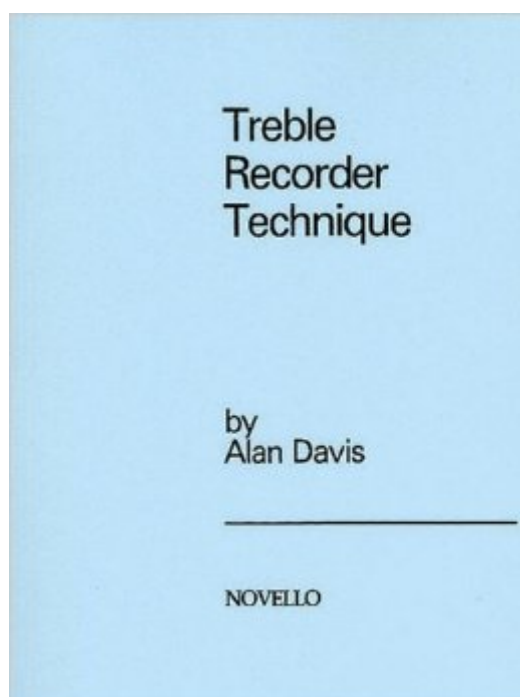 Treble
Recorder
Technique
by
Alan Davis
NOVELLO